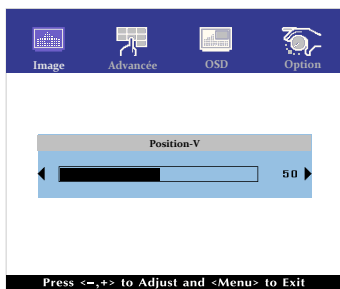 Image Advancée OSD Option
Position-V
50
Press <–,+> to Adjust and <Menu> to Exit